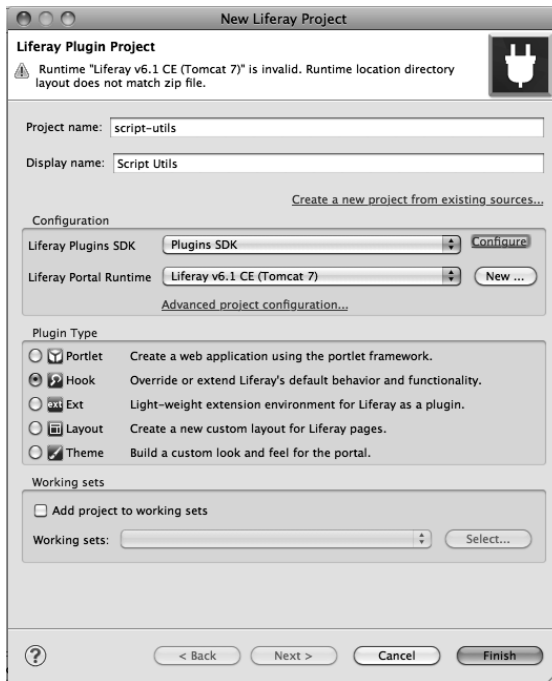 New Liferay Project
Liferay Plugin Project
Runtime "Liferay v6.1 CE (Tomcat 7)" is invalid. Runtime location directory
layout does not match zip file.
Project name: script-utils
Display name: Script Utils
Create a new project from existing sources...
Configuration
Liferay Plugins SDK Plugins SDK Configure
Liferay Portal Runtime Liferay v6.1 CE (Tomcat 7) New ...
Advanced project configuration...
Plugin Type
Portlet Create a web application using the portlet framework.
Hook Override or extend Liferay's default behavior and functionality.
ext Ext Light-weight extension environment for Liferay as a plugin.
Layout Create a new custom layout for Liferay pages.
Theme Build a custom look and feel for the portal.
Working sets
Add project to working sets
Working sets: Select...
? < Back Next > Cancel Finish